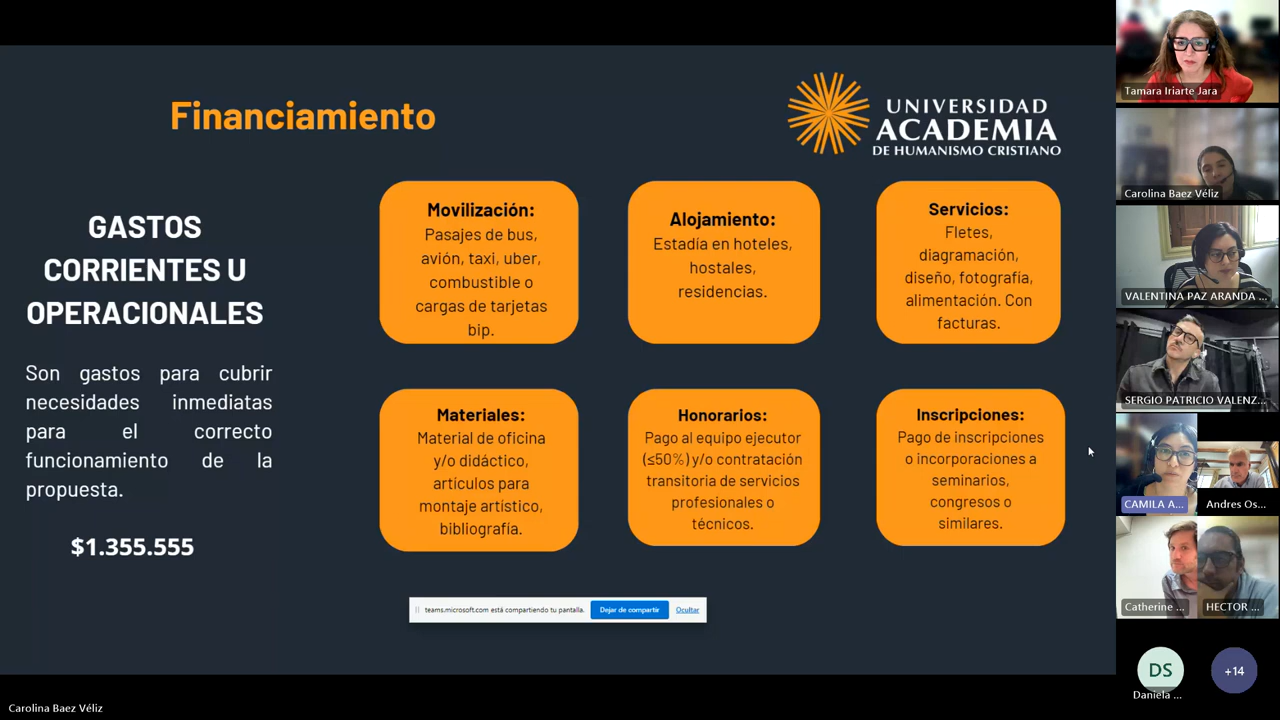 Financiamiento
UNIVERSIDAD
ACADEMIA
DE HUMANISMO CRISTIANO
GASTOS
CORRIENTES U
OPERACIONALES
Son gastos para cubrir
necesidades inmediatas
para el correcto
funcionamiento de la
propuesta.
$1.355.555
Movilización:
Pasajes de bus,
avión, taxi, uber,
combustible o
cargas de tarjetas
bip.
Alojamiento:
Estadía en hoteles,
hostales,
residencias.
Servicios:
Fletes,
diagramación,
diseño, fotografía,
alimentación. Con
facturas.
Materiales:
Material de oficina
y/o didáctico,
artículos para
montaje artístico,
bibliografía.
Honorarios:
Pago al equipo ejecutor
(≤50%) y/o contratación
transitoria de servicios
profesionales o
técnicos.
Inscripciones:
Pago de inscripciones
o incorporaciones a
seminarios,
congresos o
similares.
teams.microsoft.com está compartiendo tu pantalla.
Dejar de compartir
Ocultar
Tamara Iriarte Jara
Carolina Baez Véliz
VALENTINA PAZ ARANDA ...
SERGIO PATRICIO VALENZ...
CAMILA A...
Andres Os...
Catherine ...
HECTOR ...
DS
Daniela ...
+14
Carolina Baez Véliz